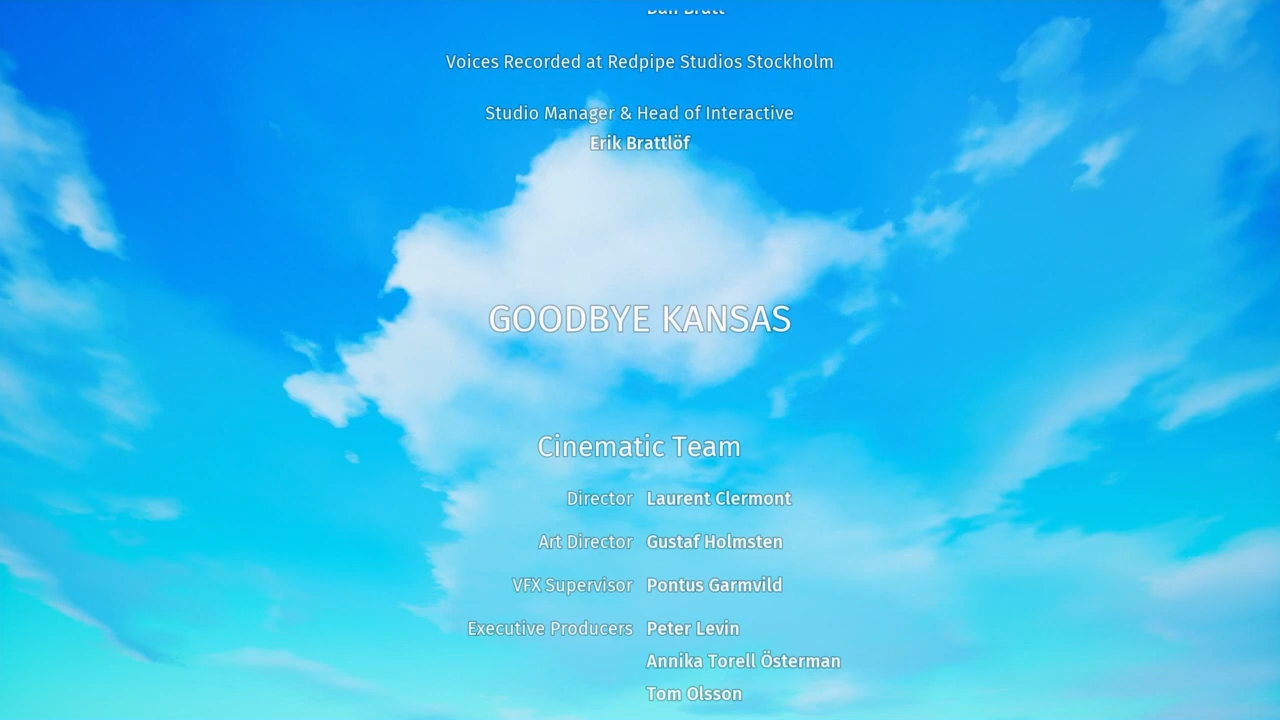 Voices Recorded at Redpipe Studios Stockholm
Studio Manager & Head of Interactive
Erik Brattlöf
GOODBYE KANSAS
Cinematic Team
Director Laurent Clermont
Art Director Gustaf Holmsten
VFX Supervisor Pontus Garmvild
Executive Producers Peter Levin
Annika Torell Österman
Tom Olsson